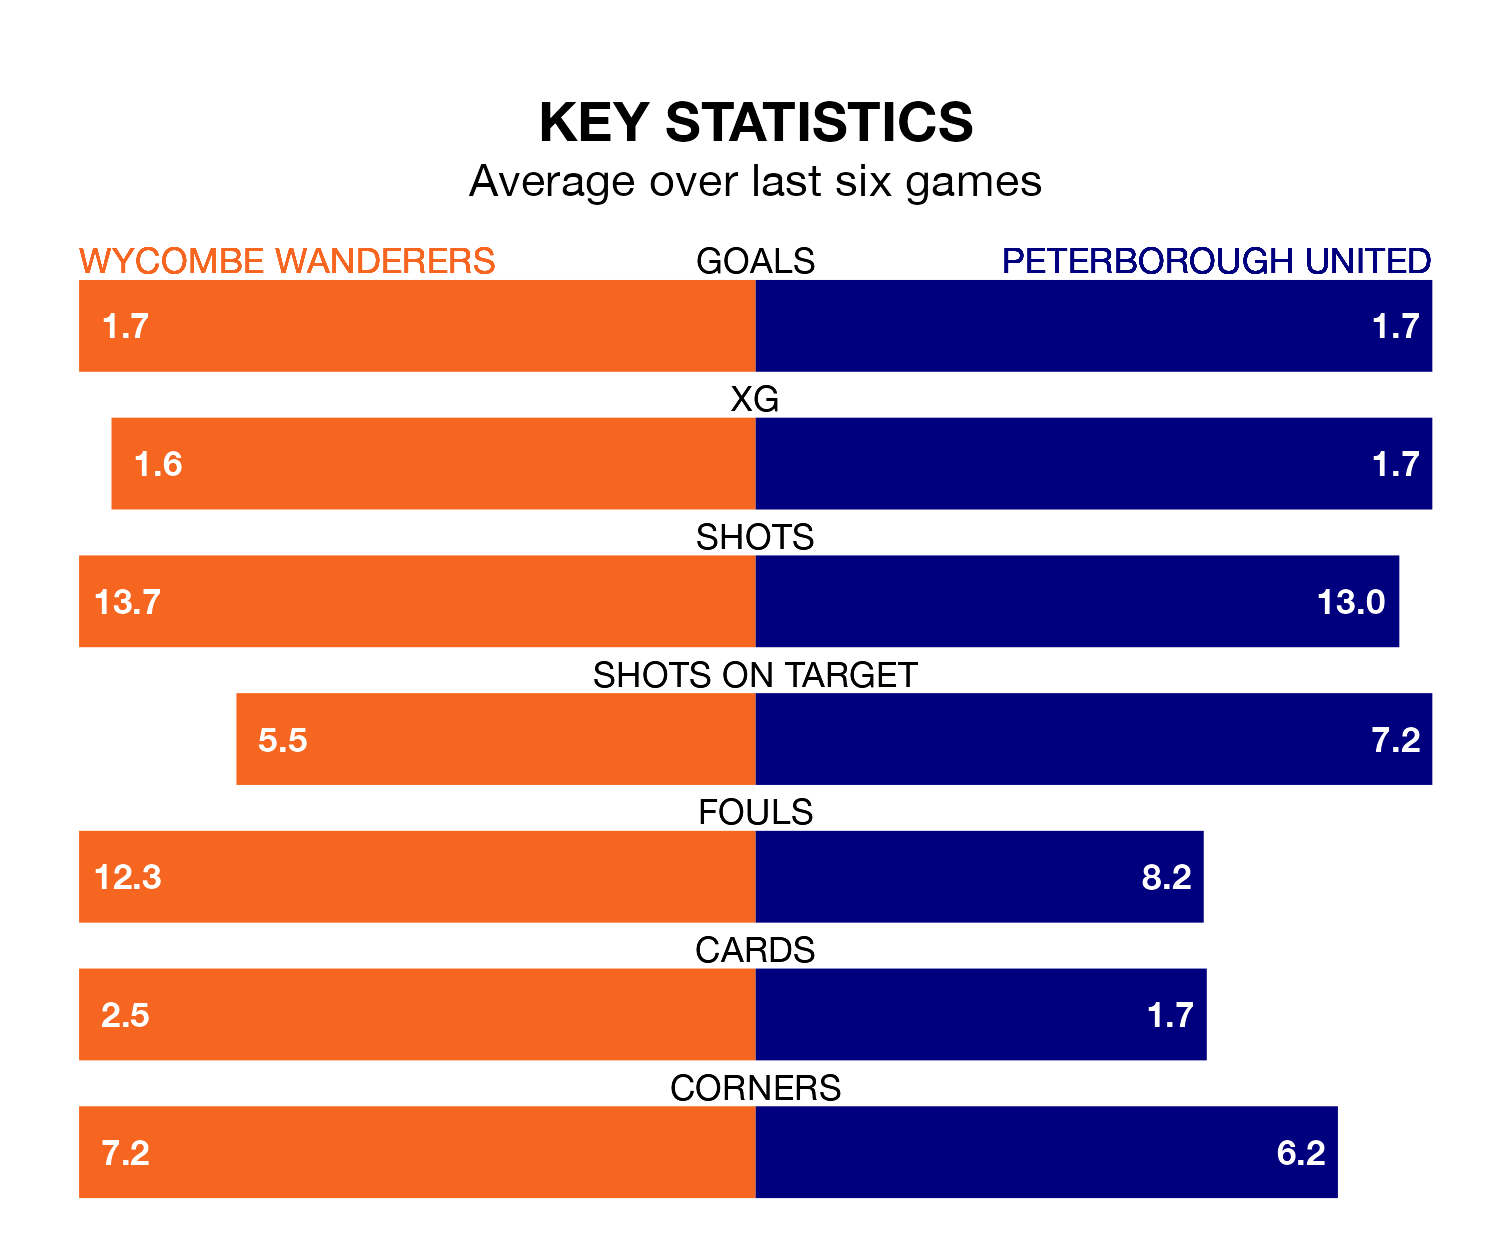 KEY STATISTICS
Average over last six games
WYCOMBE WANDERERS GOALS PETERBOROUGH UNITED
1.7 1.7
XG
1.6 1.7
SHOTS
13.7 13.0
SHOTS ON TARGET
5.5 7.2
FOULS
12.3 8.2
CARDS
2.5 1.7
CORNERS
7.2 6.2